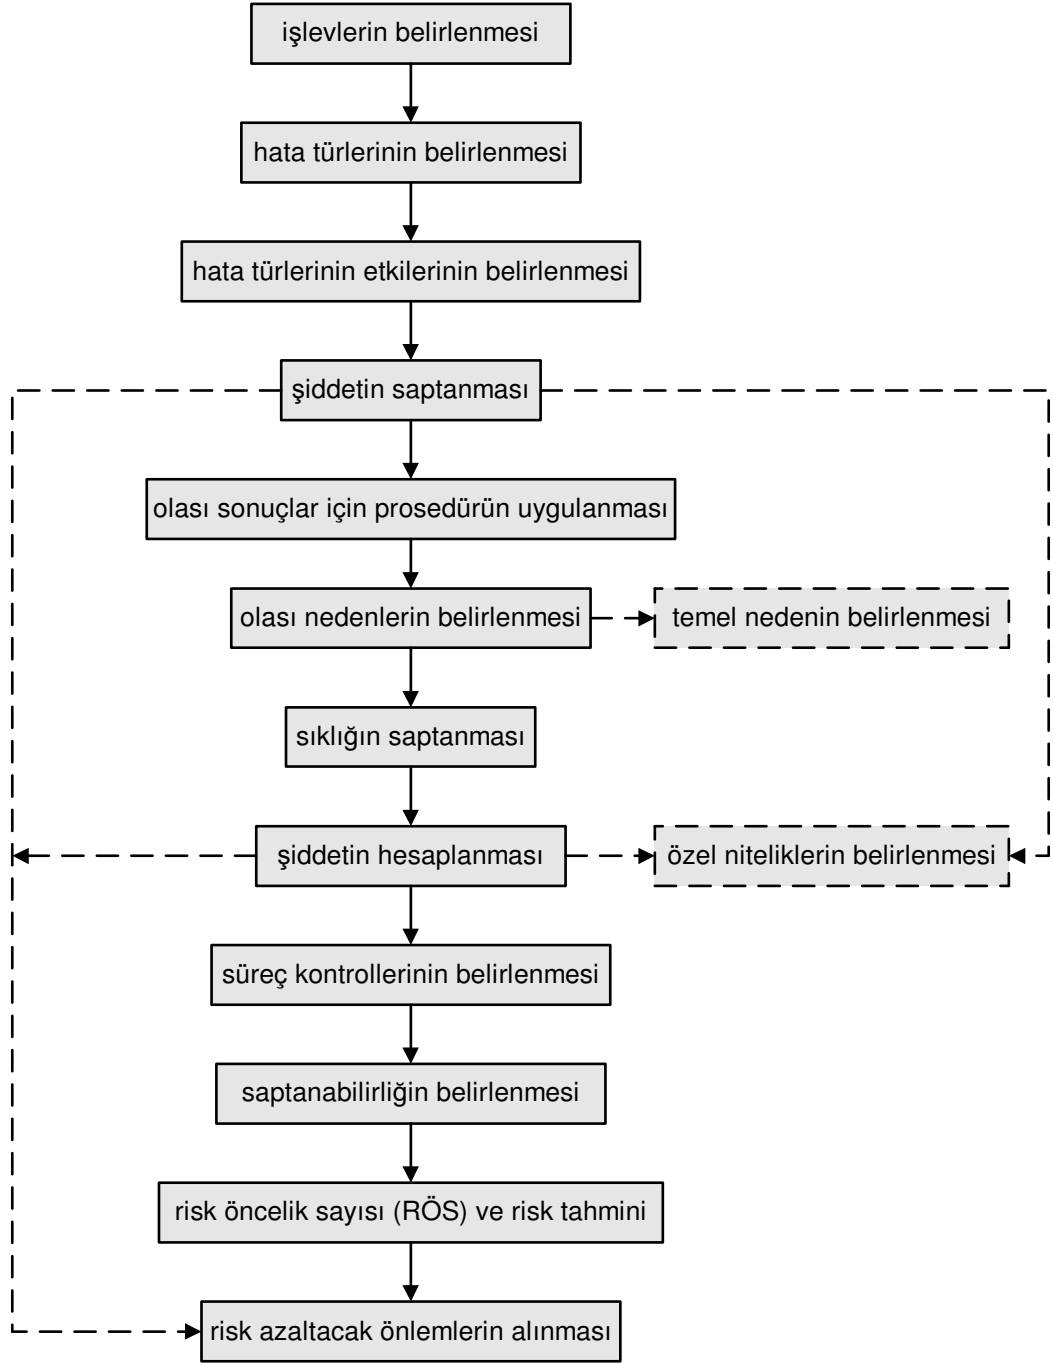 işlevlerin belirlenmesi
hata türlerinin belirlenmesi
hata türlerinin etkilerinin belirlenmesi
şiddetin saptanması
olası sonuçlar için prosedürün uygulanması
olası nedenlerin belirlenmesi
temel nedenin belirlenmesi
sıklığın saptanması
şiddetin hesaplanması
özel niteliklerin belirlenmesi
süreç kontrollerinin belirlenmesi
saptanabilirliğin belirlenmesi
risk öncelik sayısı (RÖS) ve risk tahmini
risk azaltacak önlemlerin alınması